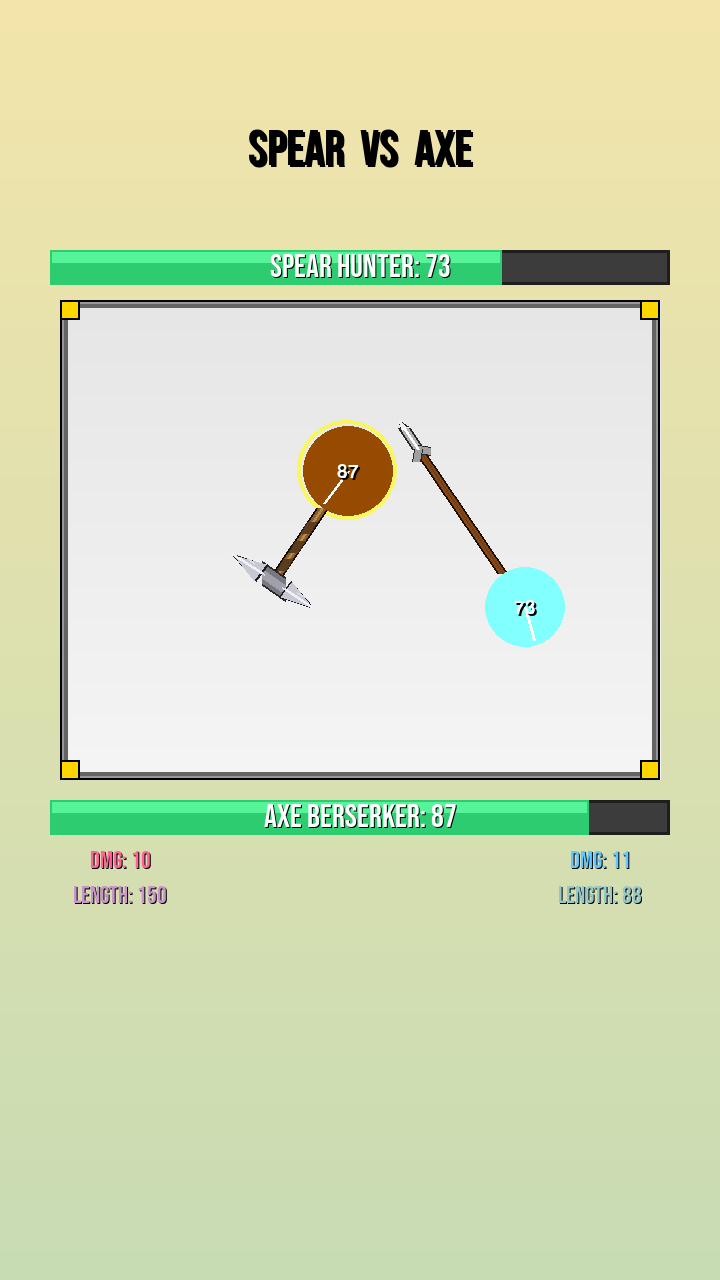 SPEAR VS AXE
SPEAR HUNTER: 73
87
73
AXE BERSERKER: 87
DMG: 10
DMG: 11
LENGTH: 150
LENGTH: 88